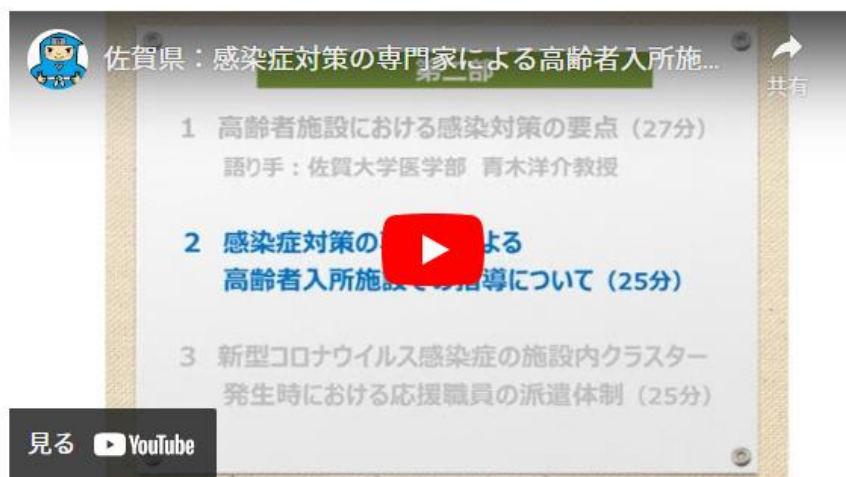 佐賀県：感染症対策の専門家による高齢者入所施...
共有
第二部
1 高齢者施設における感染対策の要点（27分）
語り手：佐賀大学医学部 青木洋介教授
2 感染症対策の
よる
高齢者入所施
指導について（25分）
3 新型コロナウイルス感染症の施設内クラスター
発生時における応援職員の派遣体制（25分）
見る YouTube